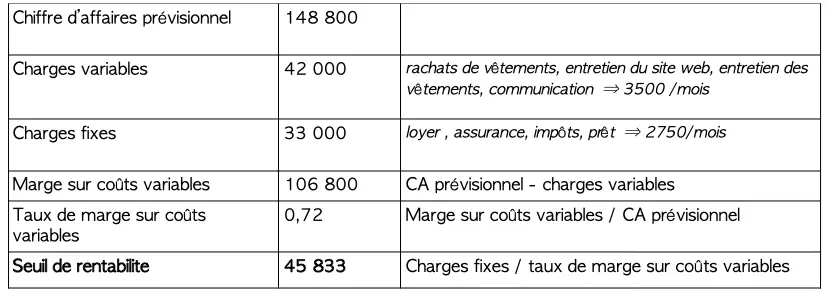 Chiffre d'affaires prévisionnel 148 800
Charges variables 42 000 rachats de vêtements, entretien du site web, entretien des
vêtements, communication ⇒ 3500 /mois
Charges fixes 33 000 loyer , assurance, impôts, prêt ⇒ 2750/mois
Marge sur coûts variables 106 800 CA prévisionnel - charges variables
Taux de marge sur coûts 0,72 Marge sur coûts variables / CA prévisionnel
variables
Seuil de rentabilite 45 833 Charges fixes / taux de marge sur coûts variables